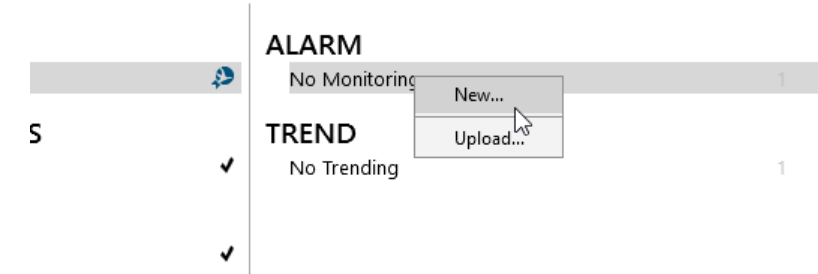 ALARM
No Monitoring 1
New...
S
TREND
Upload...
No Trending 1